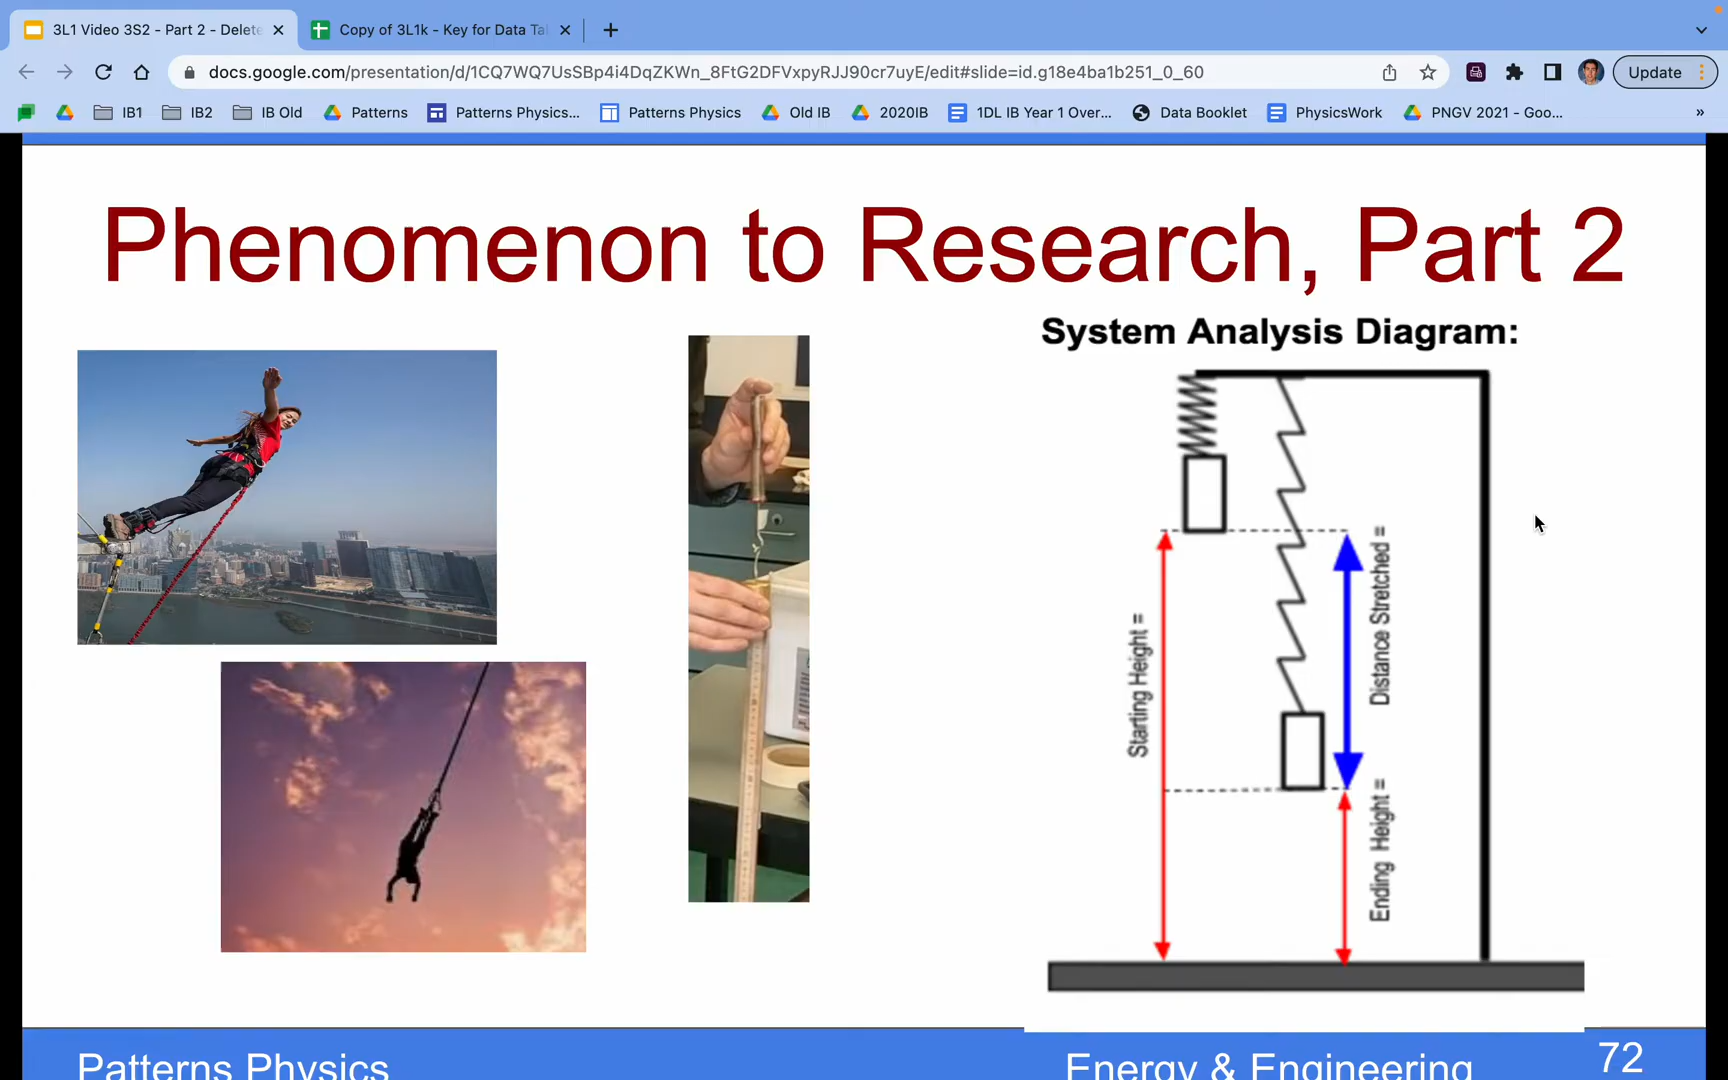 3L1 Video 3S2 - Part 2 - Delete
Copy of 3L1k - Key for Data Ta
docs.google.com/presentation/d/1CQ7WQ7UsSBp4i4DqZKWn_8FtG2DFVxpyRJJ90cr7uyE/edit#slide=id.g18e4ba1b251_0_60
Update
IB1
IB2
IB Old
Patterns
Patterns Physics...
Patterns Physics
Old IB
2020IB
1DL IB Year 1 Over...
Data Booklet
PhysicsWork
PNGV 2021 - Goo...
»
Phenomenon to Research, Part 2
System Analysis Diagram:
Starting Height =
Distance Stretched =
Ending Height =
Patterns Physics
Energy & Engineering
72